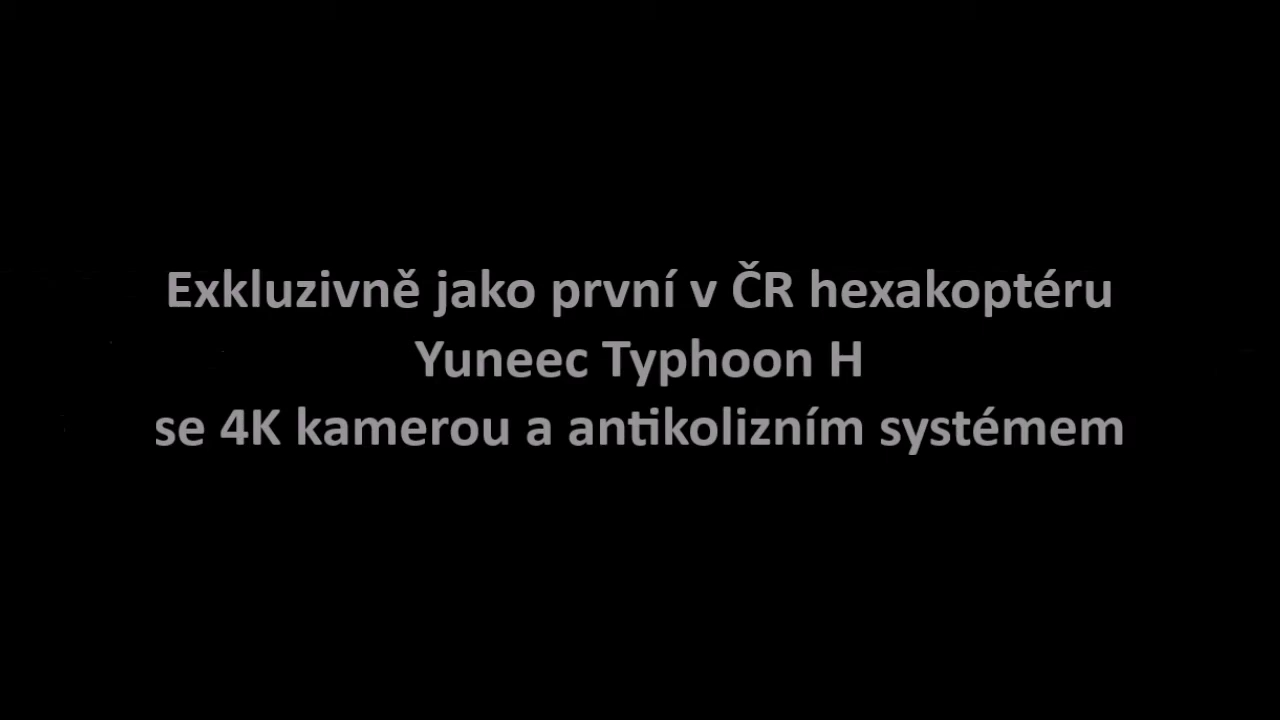 Exkluzivně jako první v ČR hexakoptéru
Yuneec Typhoon H
se 4K kamerou a antikolizním systémem